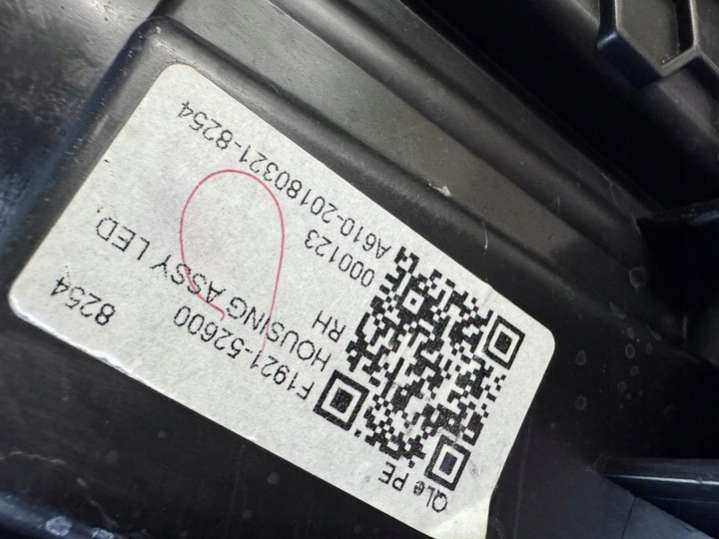 QLe PE
F1921-52600
8254
HOUSING ASSY LED,
RH
000123
A610-20180321-8254